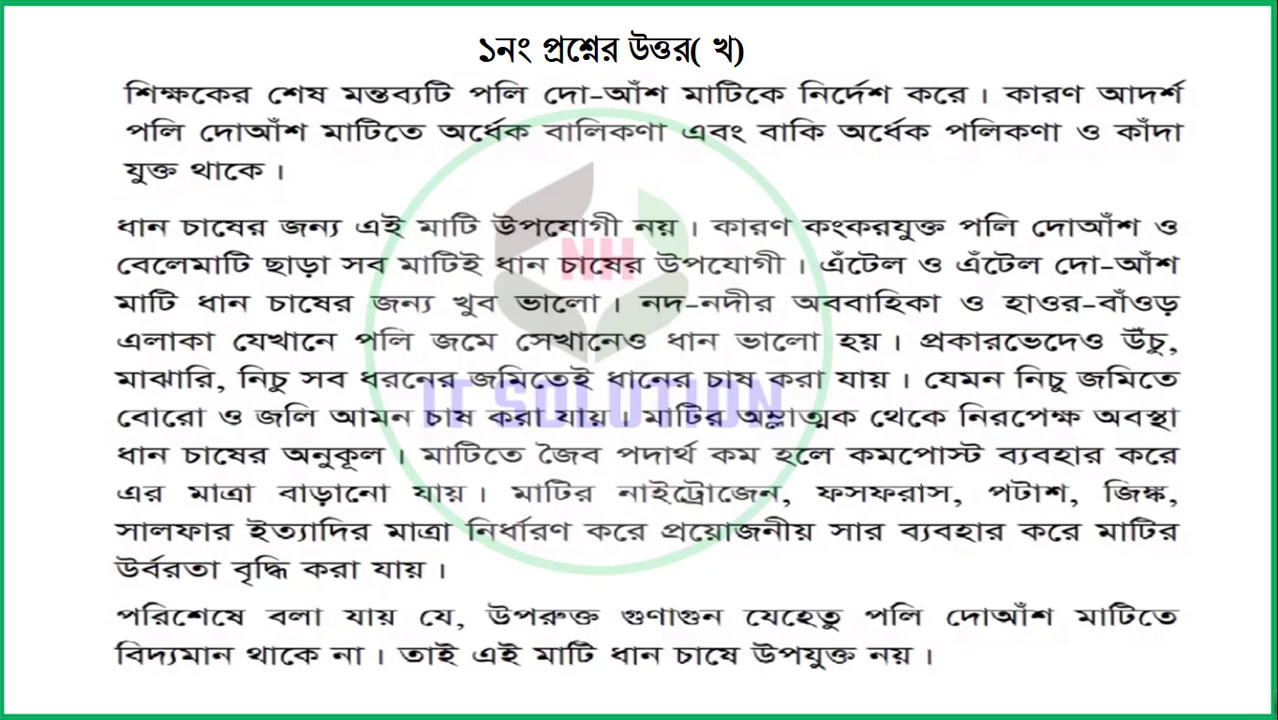 ১নং প্রশ্নের উত্তর( খ)
শিক্ষকের শেষ মন্তব্যটি পলি দো-আঁশ মাটিকে নির্দেশ করে। কারণ আদর্শ
পলি দোআঁশ মাটিতে অর্ধেক বালিকণা এবং বাকি অর্ধেক পলিকণা ও কাঁদা
যুক্ত থাকে।
ধান চাষের জন্য এই মাটি উপযোগী নয়। কারণ কংকরযুক্ত পলি দোআঁশ ও
বেলেমাটি ছাড়া সব মাটিই ধান চাষের উপযোগী। এঁটেল ও এঁটেল দো-আঁশ
মাটি ধান চাষের জন্য খুব ভালো। নদ-নদীর অববাহিকা ও হাওর-বাঁওড়
এলাকা যেখানে পলি জমে সেখানেও ধান ভালো হয়। প্রকারভেদেও উঁচু,
মাঝারি, নিচু সব ধরনের জমিতেই ধানের চাষ করা যায়। যেমন নিচু জমিতে
বোরো ও জলি আমন চাষ করা যায়। মাটির অম্লাত্মক থেকে নিরপেক্ষ অবস্থা
ধান চাষের অনুকূল। মাটিতে জৈব পদার্থ কম হলে কমপোস্ট ব্যবহার করে
এর মাত্রা বাড়ানো যায়। মাটির নাইট্রোজেন, ফসফরাস, পটাশ, জিঙ্ক,
সালফার ইত্যাদির মাত্রা নির্ধারণ করে প্রয়োজনীয় সার ব্যবহার করে মাটির
উর্বরতা বৃদ্ধি করা যায়।
পরিশেষে বলা যায় যে, উপরুক্ত গুণাগুন যেহেতু পলি দোআঁশ মাটিতে
বিদ্যমান থাকে না। তাই এই মাটি ধান চাষে উপযুক্ত নয়।
NH
IT SOLUTION